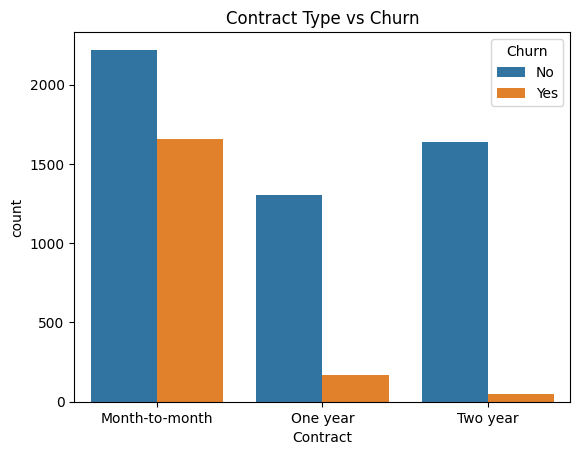 Contract Type vs Churn
Churn
No
Yes
2000
1500
1000
500
0
count
Month-to-month
One year
Two year
Contract